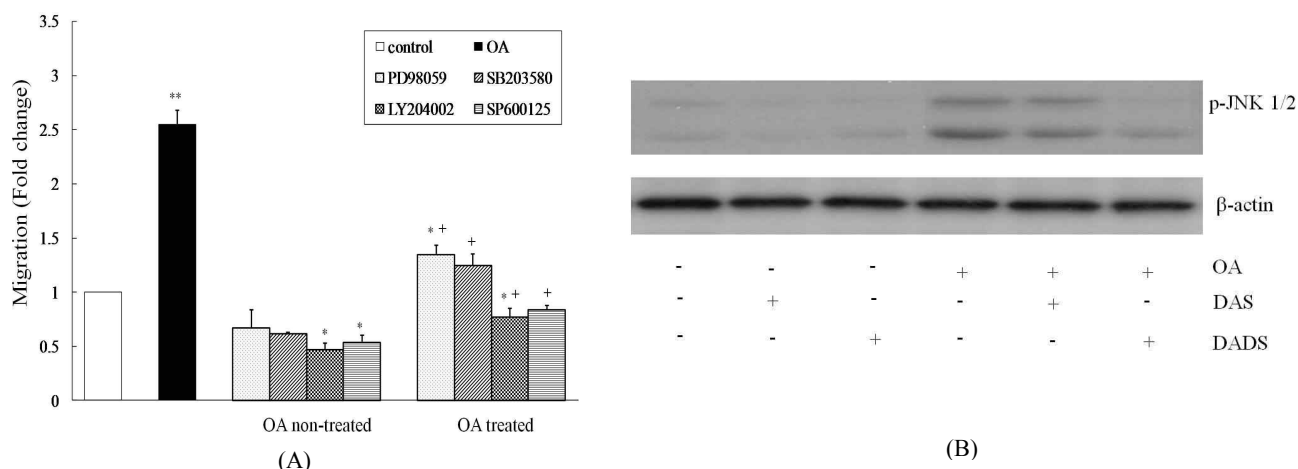 3.5
3
2.5
2
1.5
1
0.5
0
Migration (Fold change)
control OA
PD98059 SB203580
LY204002 SP600125
**
* *
* + + * + +
OA non-treated OA treated
(A)
p-JNK 1/2
β-actin
- - - + + + OA
- + - - + - DAS
- - + - - + DADS
(B)